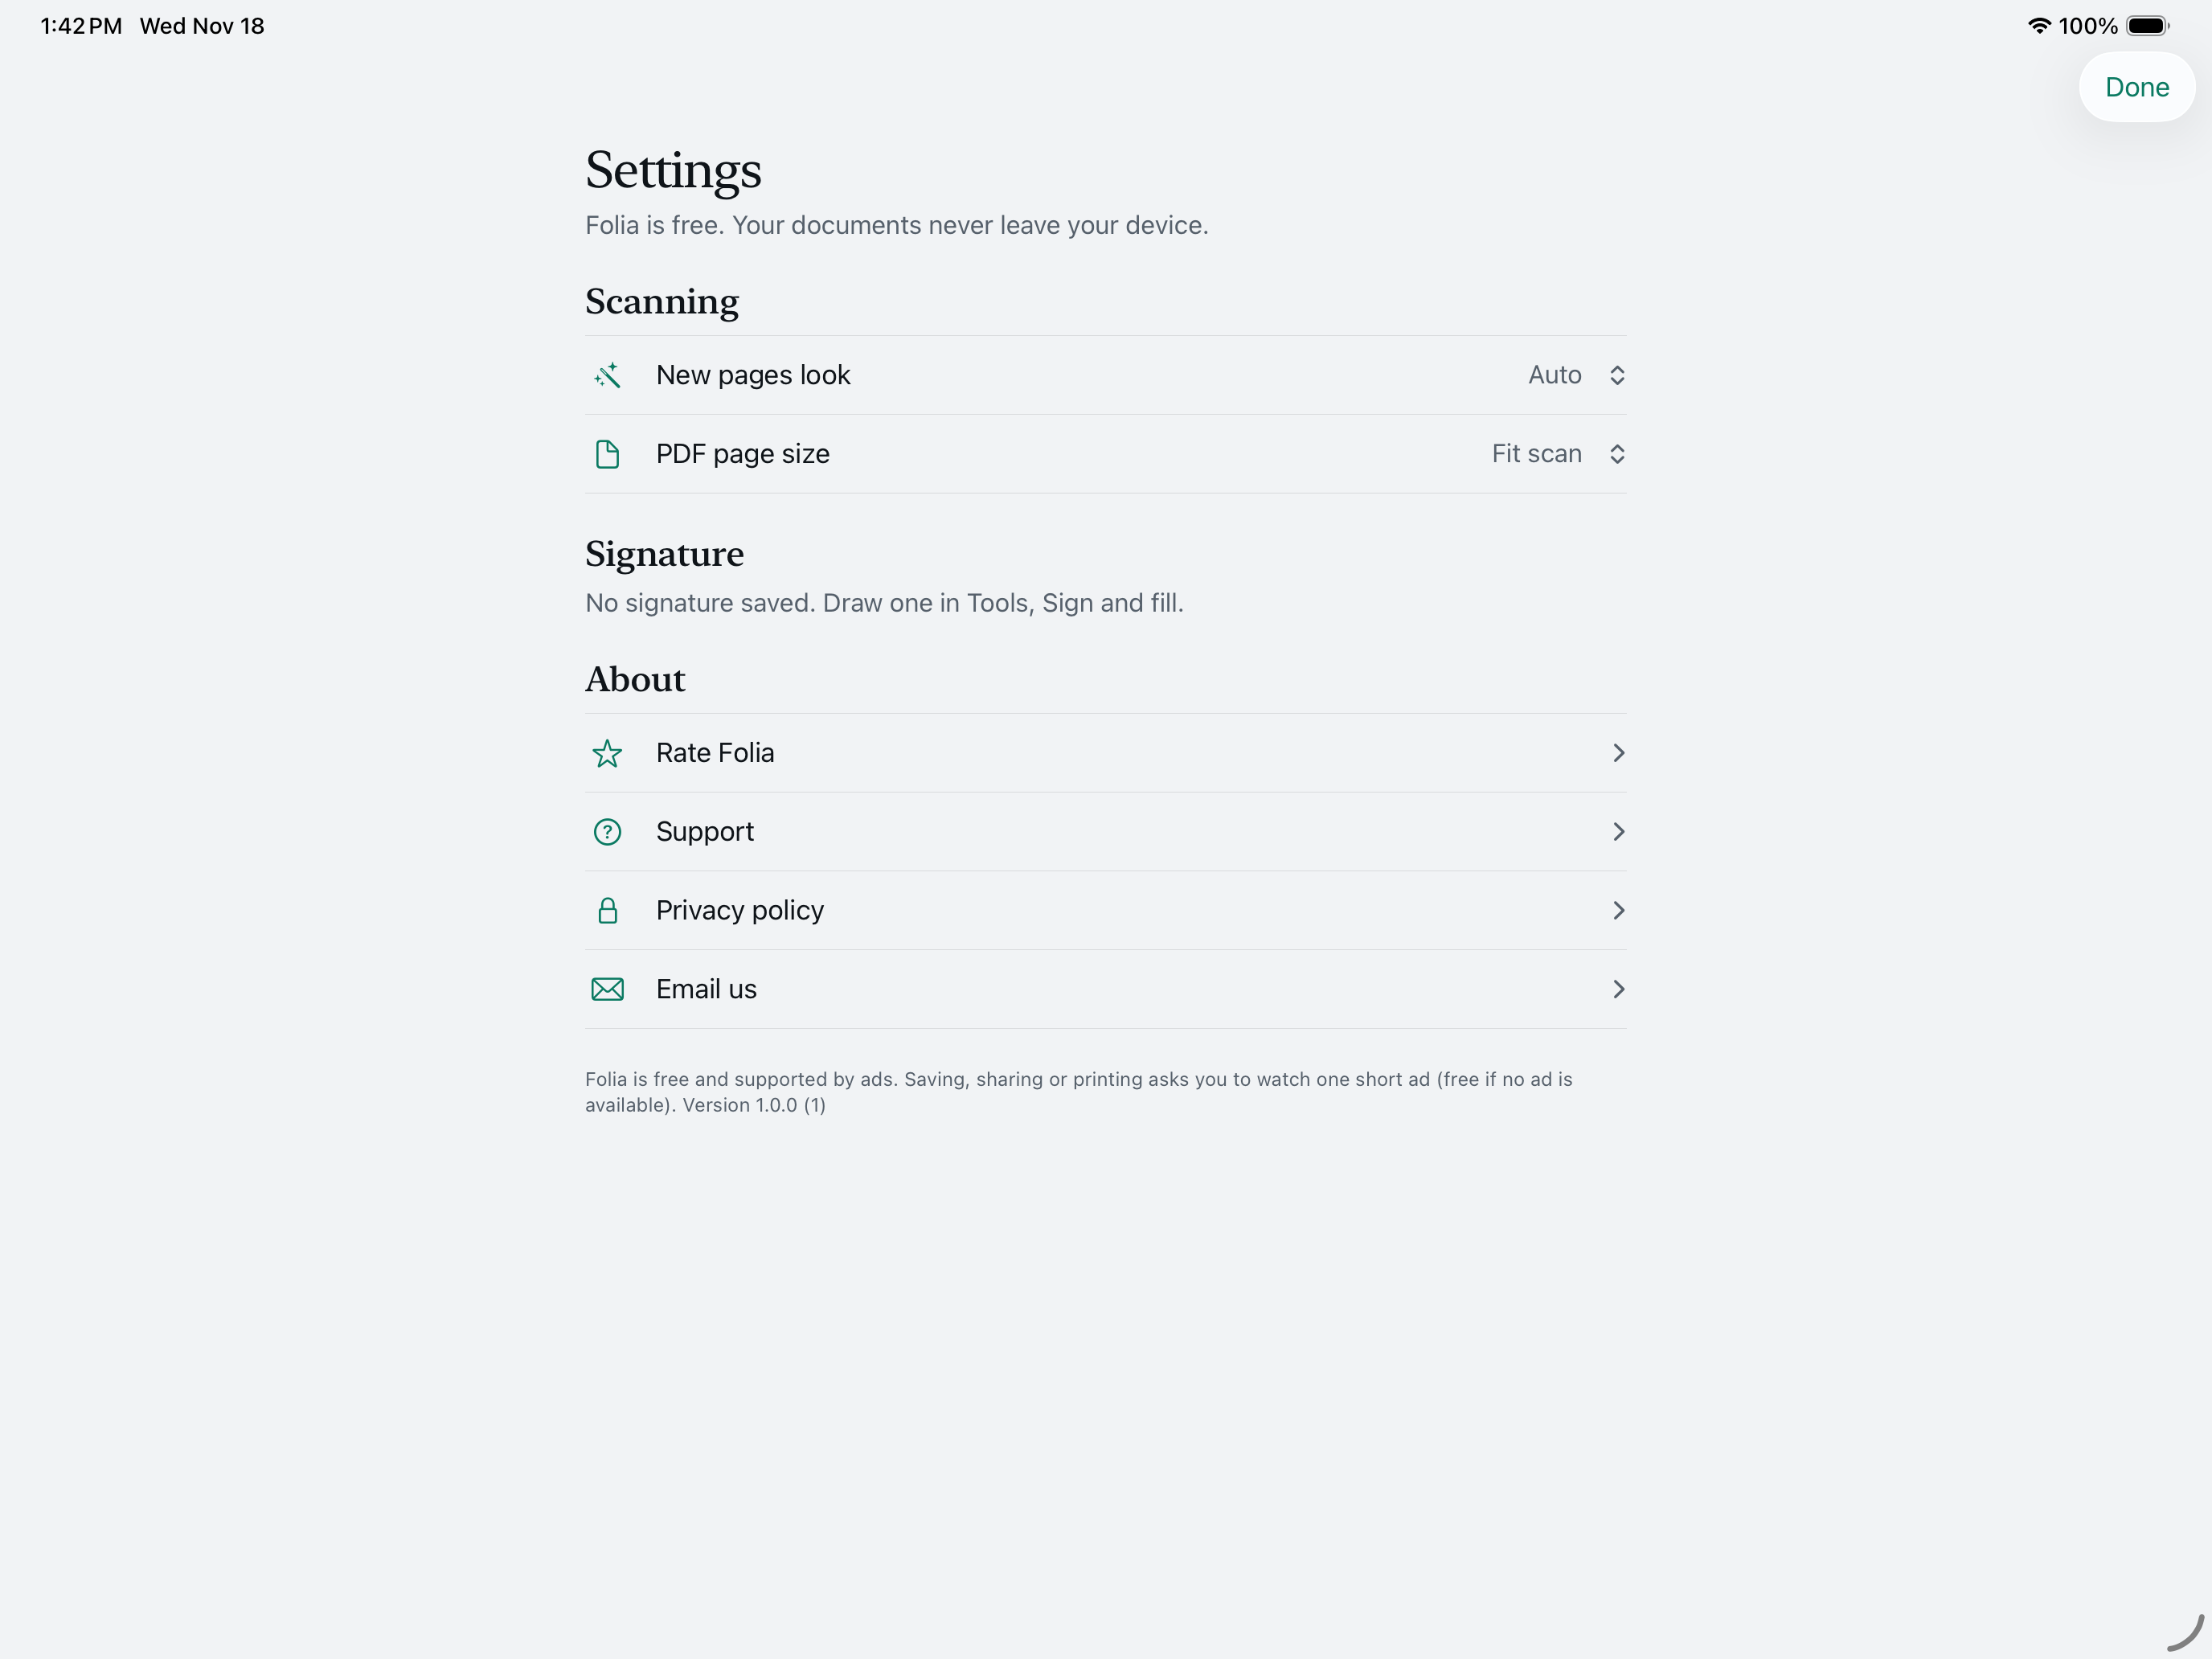 1:42 PM Wed Nov 18
100%
Done
Settings
Folia is free. Your documents never leave your device.
Scanning
New pages look Auto
PDF page size Fit scan
Signature
No signature saved. Draw one in Tools, Sign and fill.
About
Rate Folia
Support
Privacy policy
Email us
Folia is free and supported by ads. Saving, sharing or printing asks you to watch one short ad (free if no ad is
available). Version 1.0.0 (1)